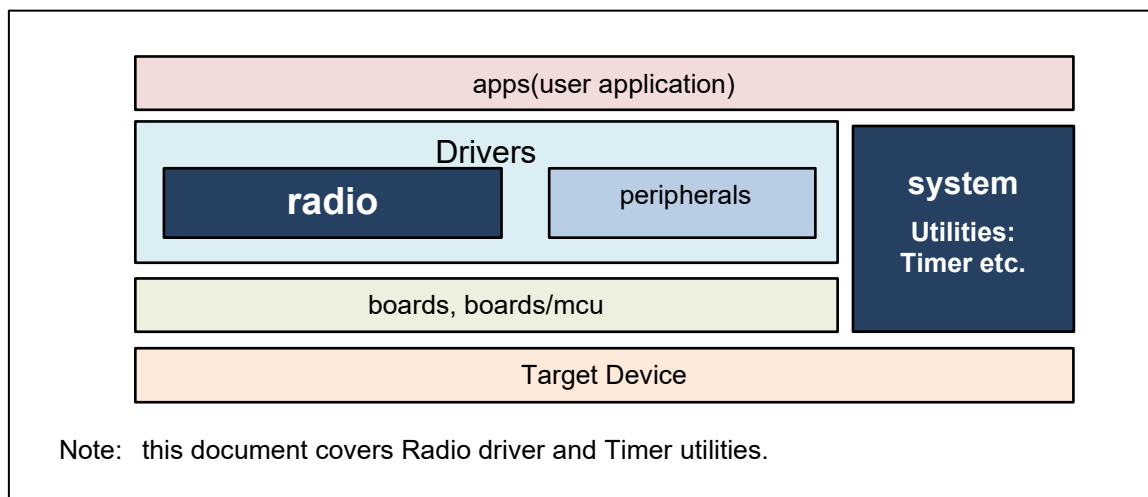 apps(user application)
Drivers
radio
peripherals
system
Utilities:
Timer etc.
boards, boards/mcu
Target Device
Note: this document covers Radio driver and Timer utilities.